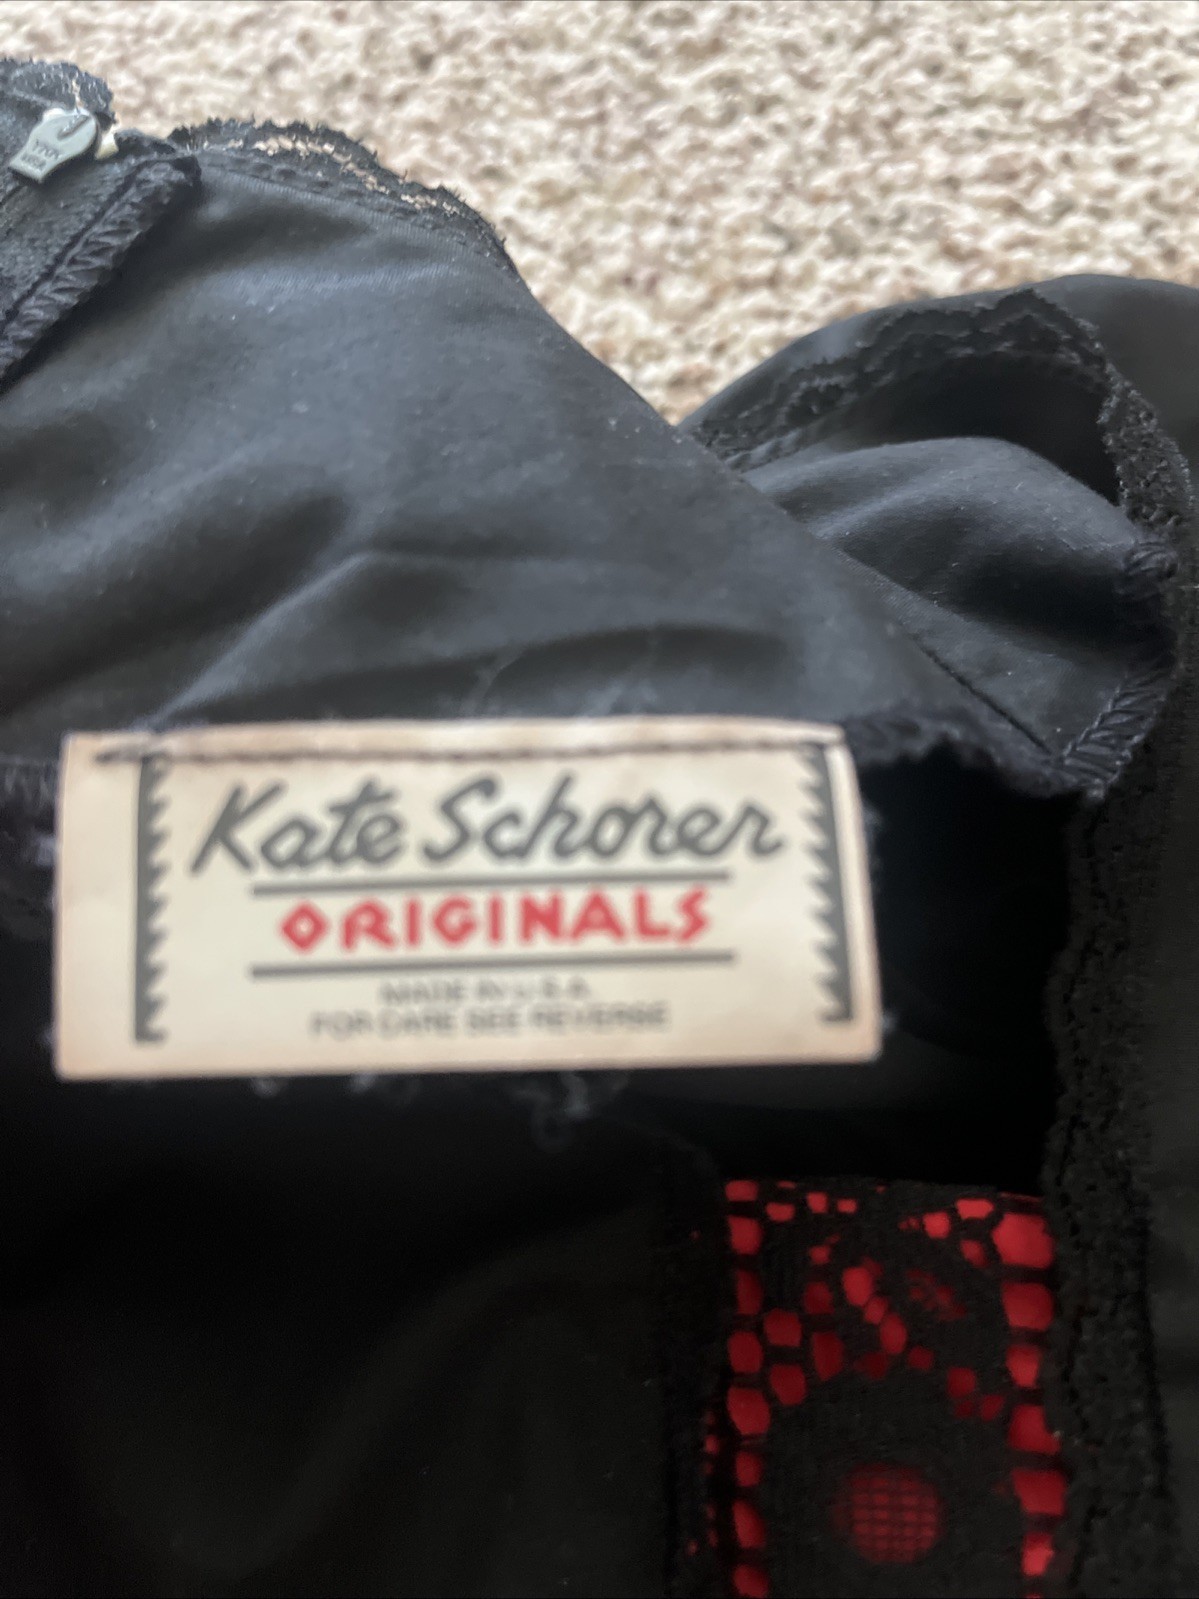 Kate Schorer
ORIGINALS
MADE IN U.S.A.
FOR CARE SEE REVERSE